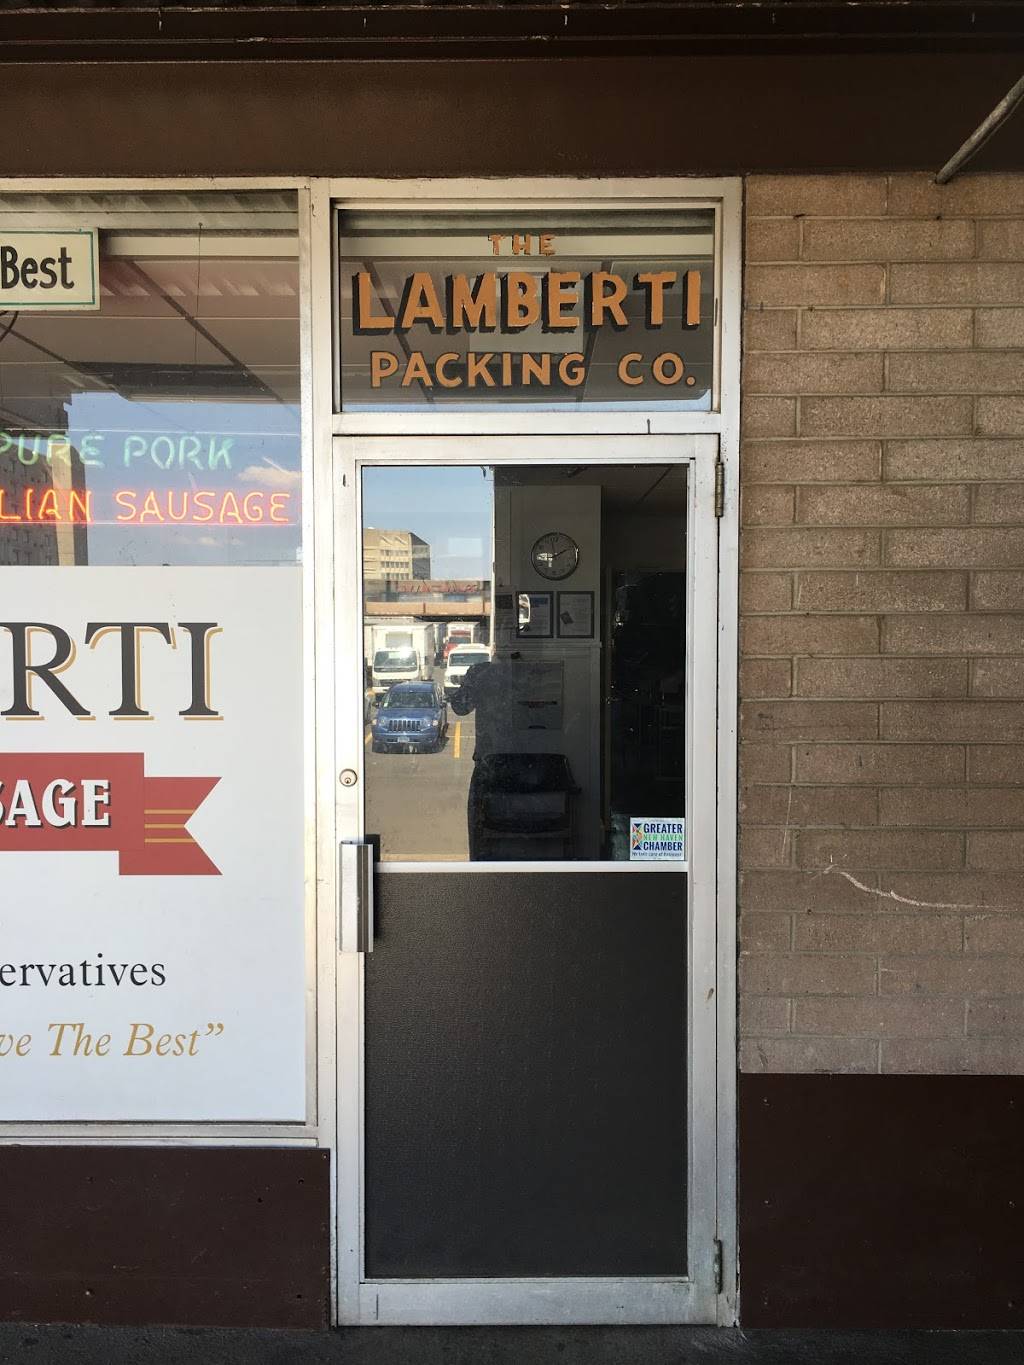 THE
LAMBERTI
PACKING CO.
Best
PURE PORK
LIAN SAUSAGE
RTI
SAGE
ervatives
ve The Best”
GREATER
NEW HAVEN
CHAMBER